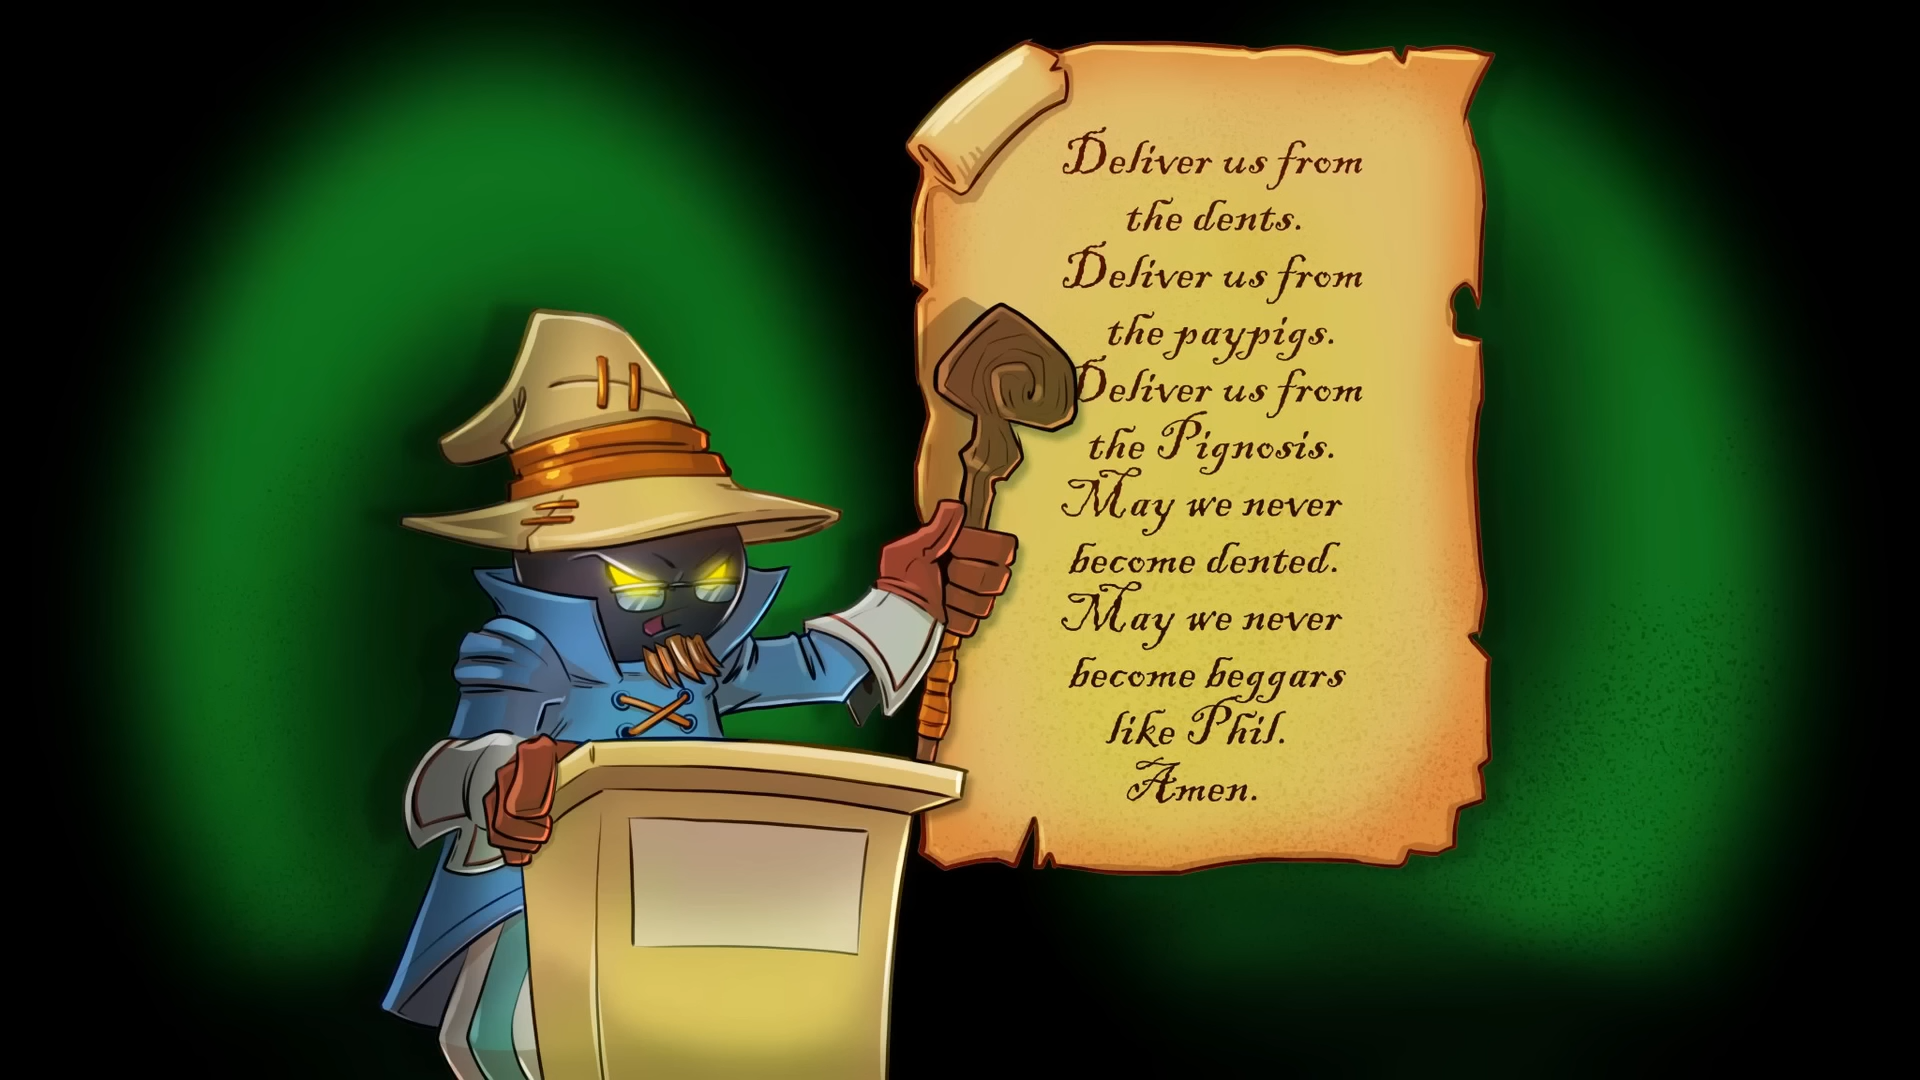 Deliver us from
the dents.
Deliver us from
the paypigs.
Deliver us from
the Pignosis.
May we never
become dented.
May we never
become beggars
like Phil.
Amen.